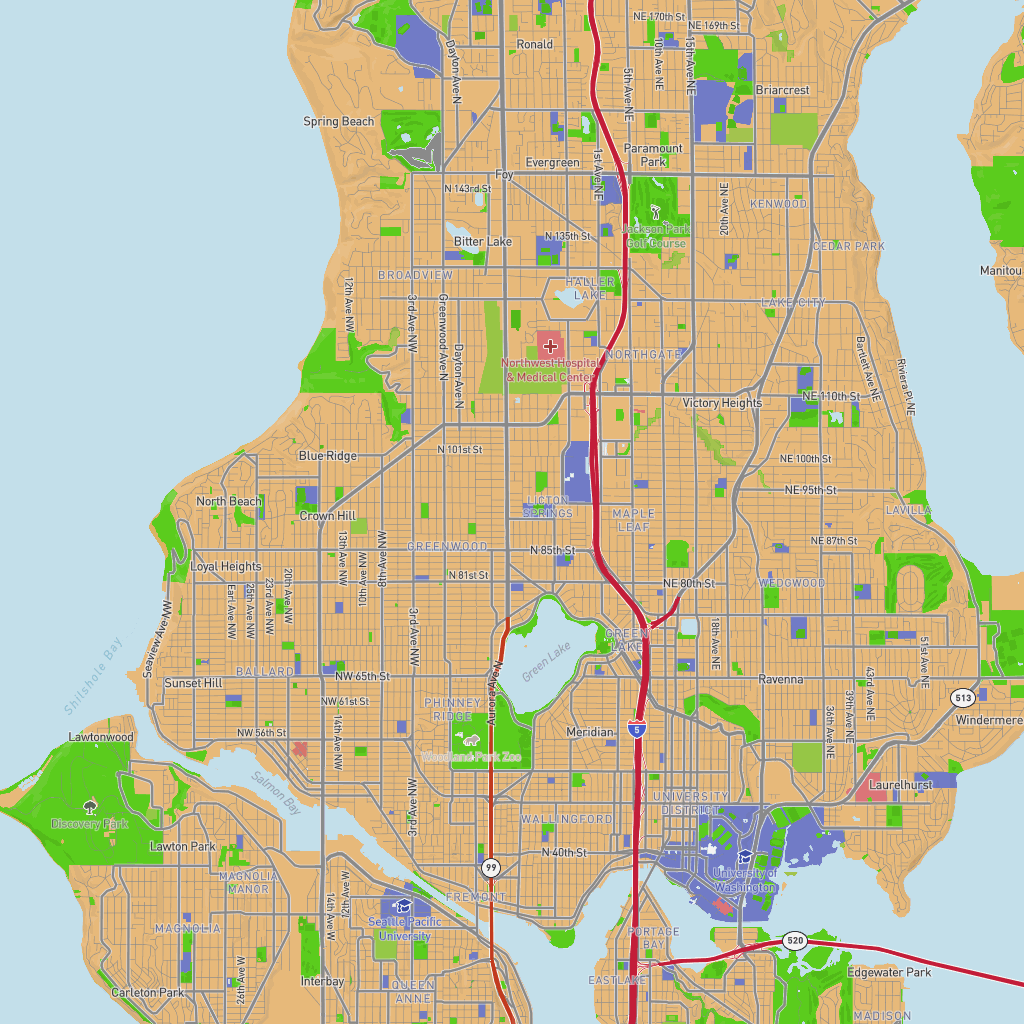 NE 170th St
NE 169th St
Ronald
Dayton Ave N
5th Ave NE
10th Ave NE
15th Ave NE
Briarcrest
Spring Beach
Paramount
Park
Evergreen
1st Ave NE
Foy
N 143rd St
20th Ave NE
KENWOOD
Jackson Park
Golf Course
N 135th St
Bitter Lake
CEDAR PARK
BROADVIEW
Manitou
HALLER
LAKE
12th Ave NW
3rd Ave NW
Greenwood Ave N
Dayton Ave N
LAKE CITY
NORTHGATE
Northwest Hospital
& Medical Center
Bartlett Ave NE
Riviera Pl NE
Victory Heights
NE 110th St
N 101st St
Blue Ridge
NE 100th St
NE 95th St
North Beach
Crown Hill
LICTON
SPRINGS
MAPLE
LEAF
LAVILLA
NE 87th St
GREENWOOD
N 85th St
13th Ave NW
10th Ave NW
8th Ave NW
Loyal Heights
N 81st St
NE 80th St
WEDGWOOD
Earl Ave NW
25th Ave NW
23rd Ave NW
20th Ave NW
3rd Ave NW
Seaview Ave NW
GREEN
LAKE
18th Ave NE
51st Ave NE
Green Lake
Shilshole Bay
BALLARD
NW 65th St
Sunset Hill
Aurora Ave N
Ravenna
43rd Ave NE
39th Ave NE
36th Ave NE
513
NW 61st St
PHINNEY
RIDGE
Windermere
14th Ave NW
NW 56th St
Meridian
5
Lawtonwood
Woodland Park Zoo
Salmon Bay
3rd Ave NW
Laurelhurst
UNIVERSITY
DISTRICT
Discovery Park
WALLINGFORD
Lawton Park
N 40th St
99
University of
Washington
MAGNOLIA
MANOR
14th Ave W
12th Ave W
FREMONT
Seattle Pacific
University
MAGNOLIA
PORTAGE
BAY
520
26th Ave W
Interbay
EASTLAKE
Edgewater Park
Carleton Park
QUEEN
ANNE
MADISON